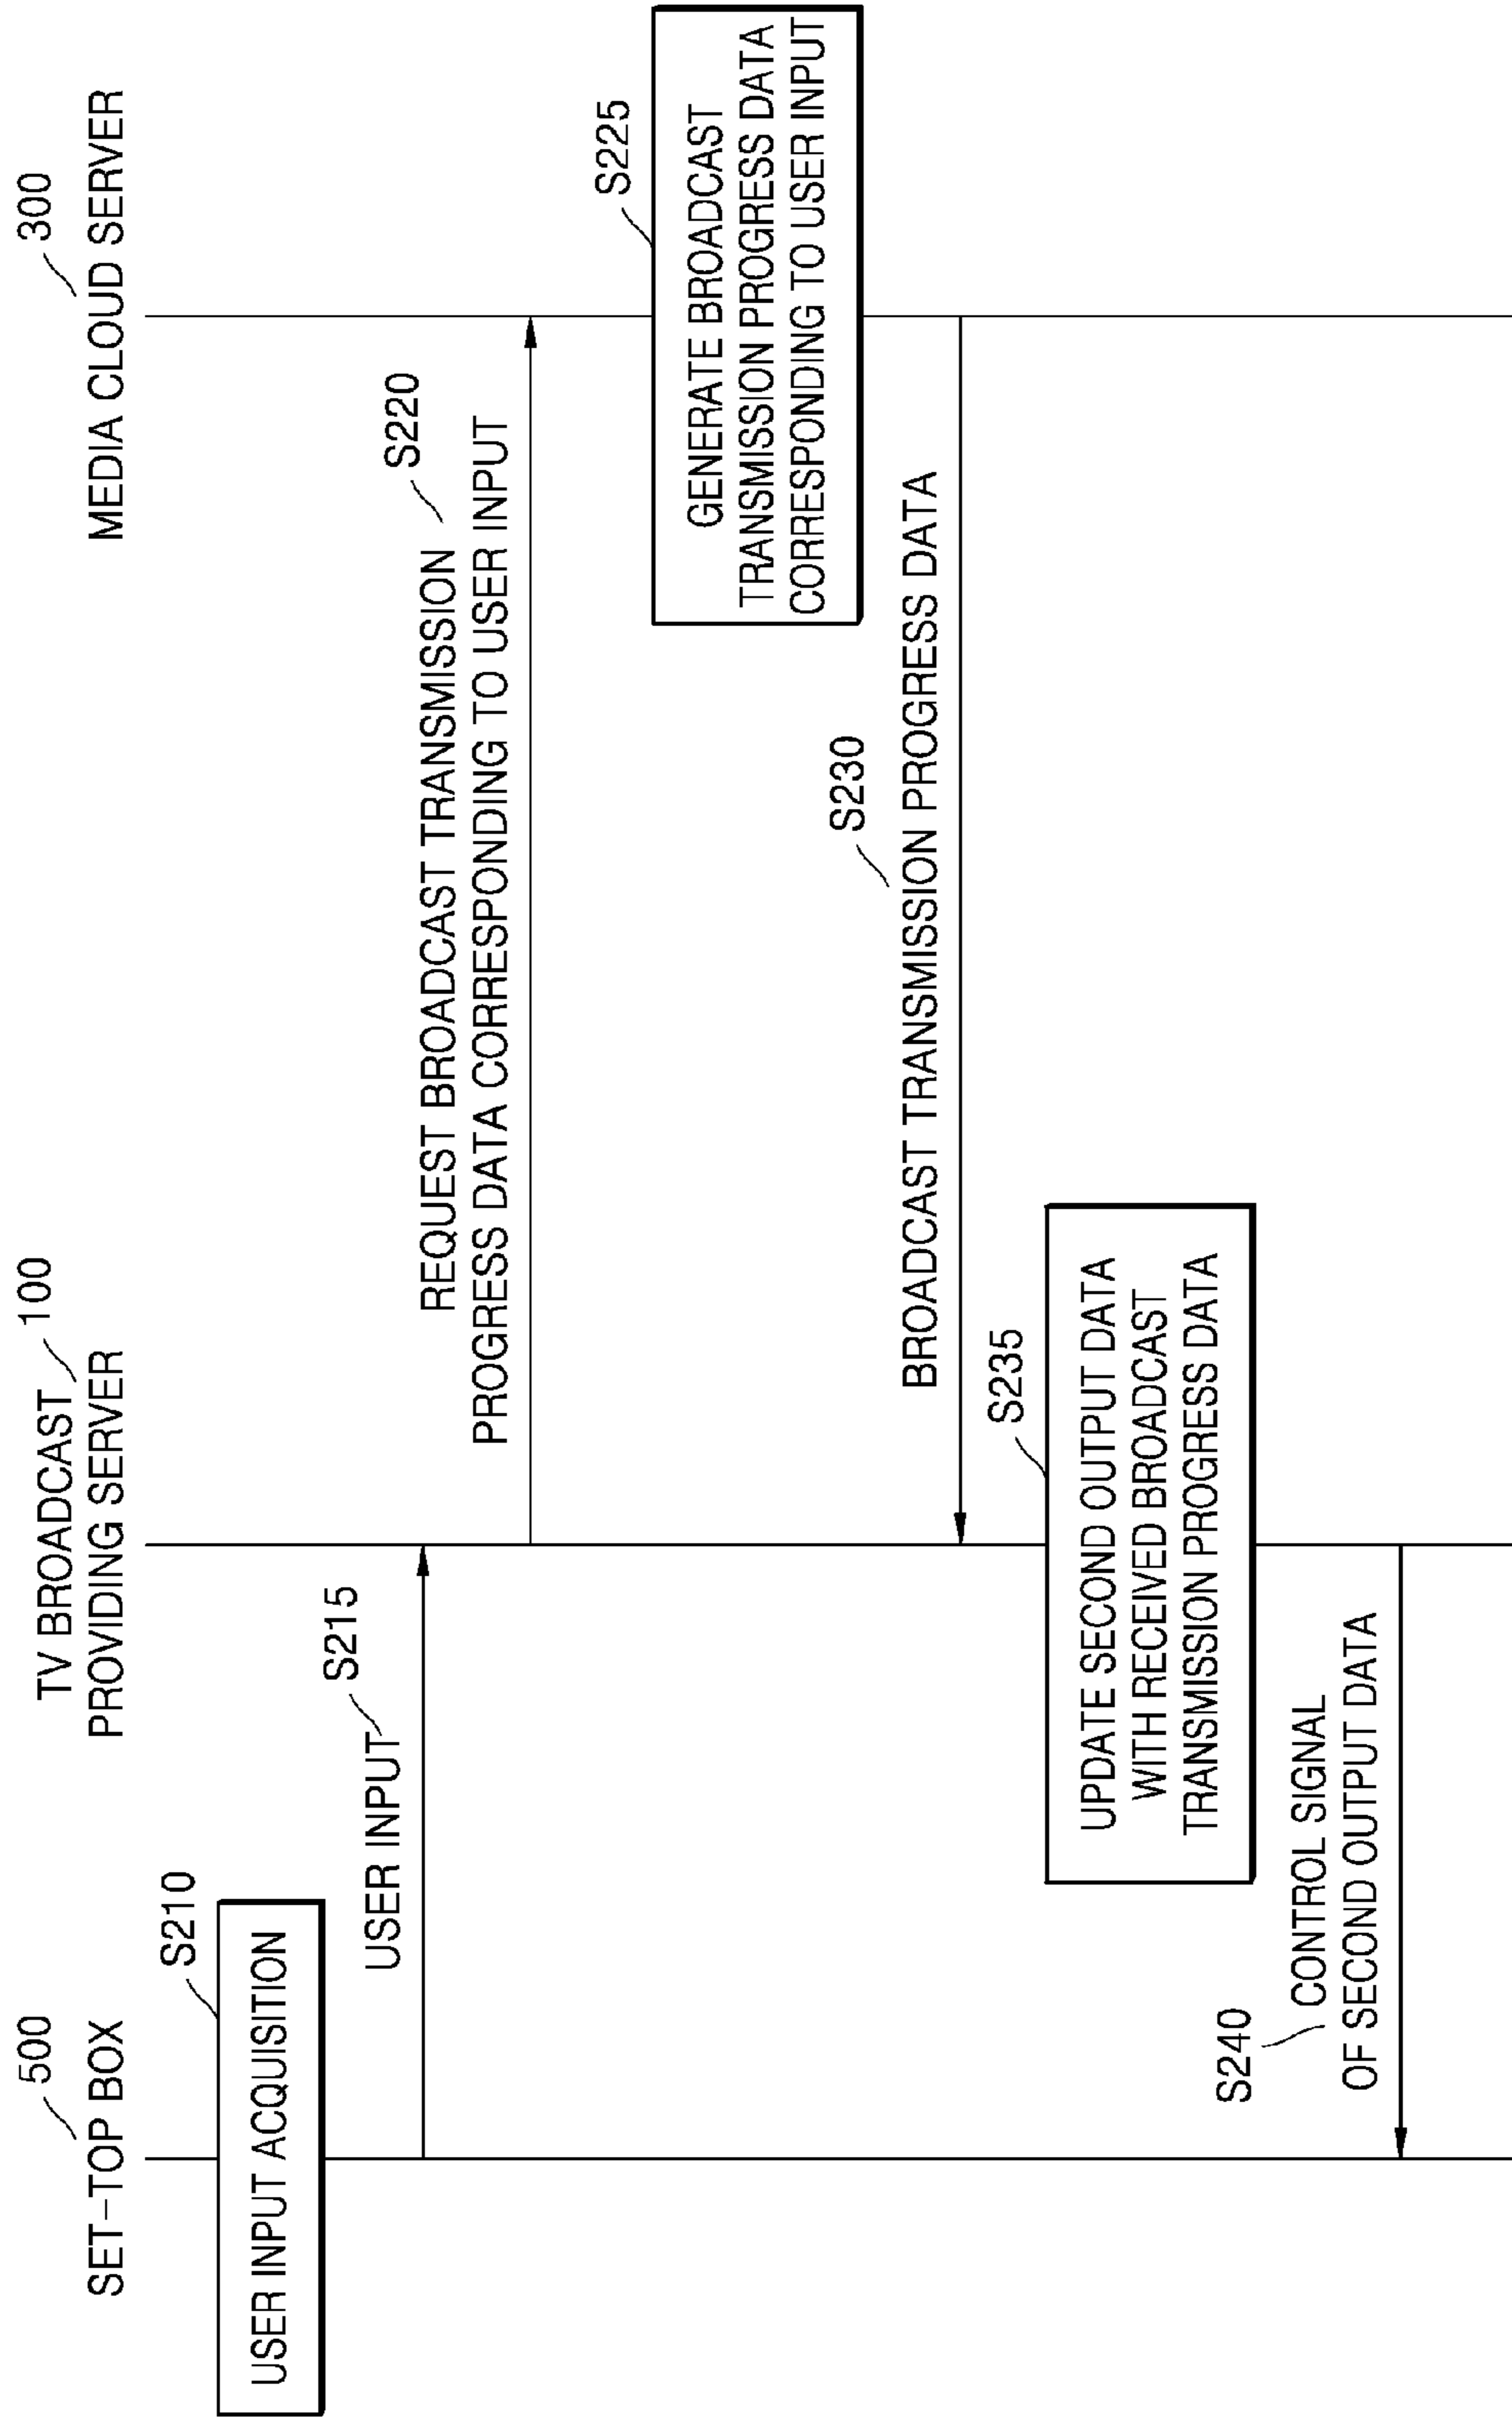 SET-TOP BOX
500
TV BROADCAST
PROVIDING SERVER
100
MEDIA CLOUD SERVER
300
USER INPUT ACQUISITION
S210
USER INPUT
S215
REQUEST BROADCAST TRANSMISSION
PROGRESS DATA CORRESPONDING TO USER INPUT
S220
GENERATE BROADCAST
TRANSMISSION PROGRESS DATA
CORRESPONDING TO USER INPUT
S225
BROADCAST TRANSMISSION PROGRESS DATA
S230
UPDATE SECOND OUTPUT DATA
WITH RECEIVED BROADCAST
TRANSMISSION PROGRESS DATA
S235
CONTROL SIGNAL
OF SECOND OUTPUT DATA
S240